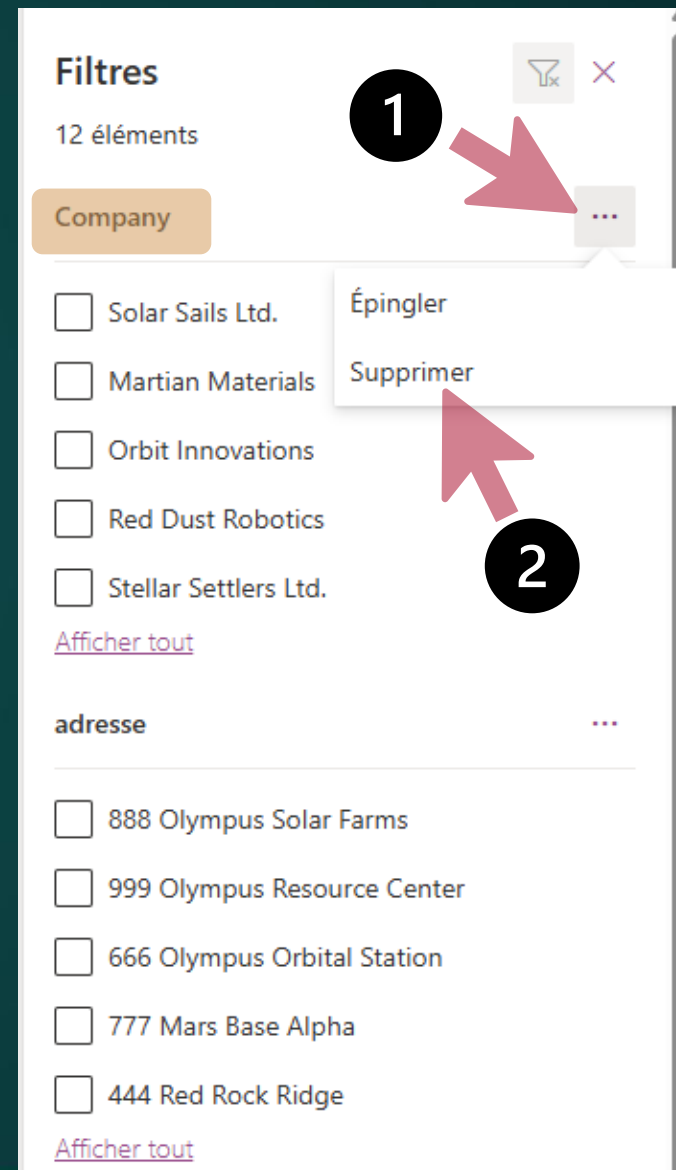 Filtres
12 éléments
1
Company
...
Solar Sails Ltd.
Épingler
Martian Materials
Supprimer
Orbit Innovations
Red Dust Robotics
Stellar Settlers Ltd.
2
Afficher tout
adresse
...
888 Olympus Solar Farms
999 Olympus Resource Center
666 Olympus Orbital Station
777 Mars Base Alpha
444 Red Rock Ridge
Afficher tout